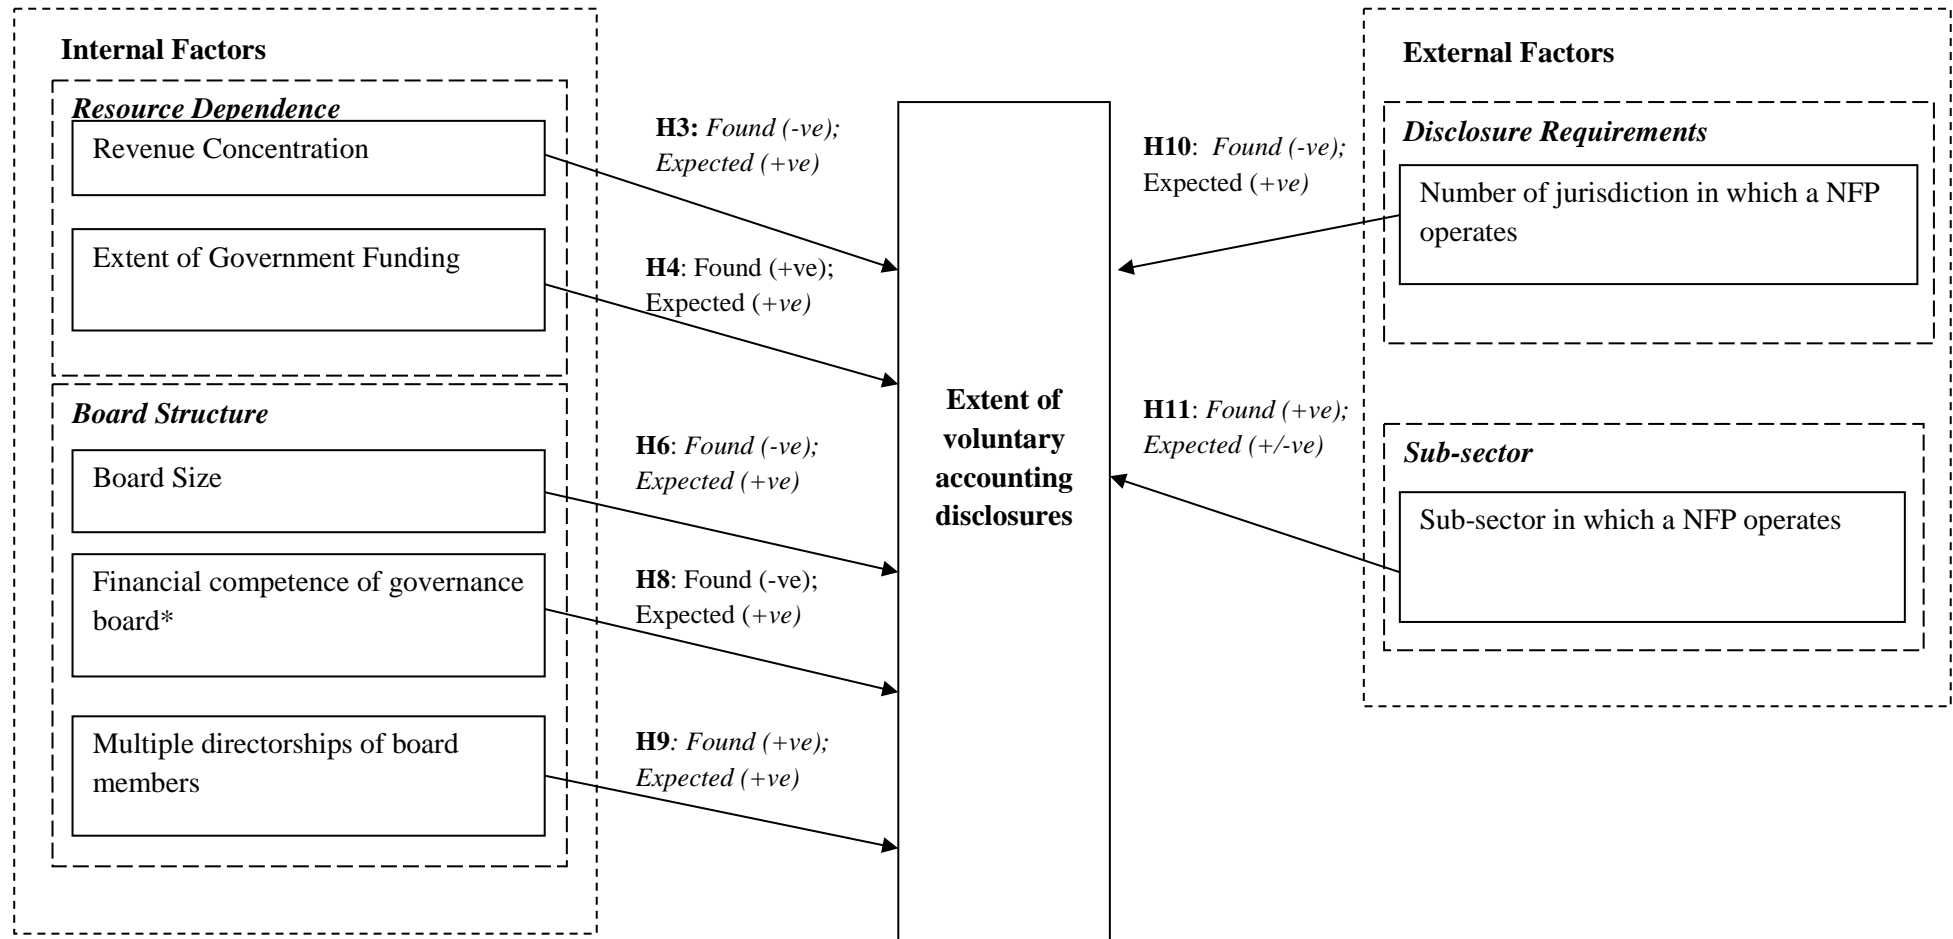 Internal Factors
Resource Dependence
Revenue Concentration
Extent of Government Funding
Board Structure
Board Size
Financial competence of governance
board*
Multiple directorships of board
members
H3: Found (-ve);
Expected (+ve)
H4: Found (+ve);
Expected (+ve)
H6: Found (-ve);
Expected (+ve)
H8: Found (-ve);
Expected (+ve)
H9: Found (+ve);
Expected (+ve)
Extent of
voluntary
accounting
disclosures
H10: Found (-ve);
Expected (+ve)
H11: Found (+ve);
Expected (+/-ve)
External Factors
Disclosure Requirements
Number of jurisdiction in which a NFP
operates
Sub-sector
Sub-sector in which a NFP operates